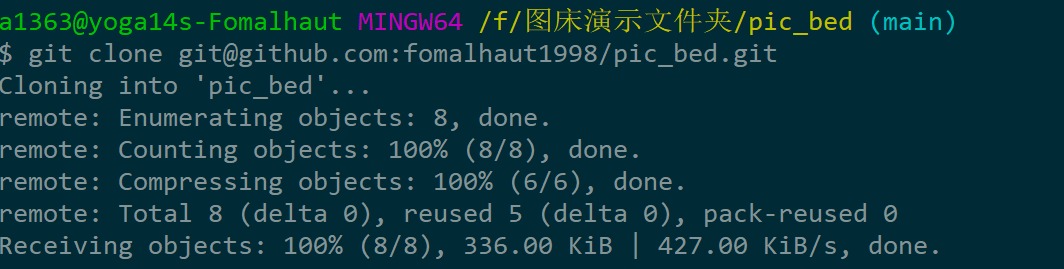 a1363@yoga14s-Fomalhaut MINGW64 /f/图床演示文件夹/pic_bed (main)
$ git clone git@github.com:fomalhaut1998/pic_bed.git
Cloning into 'pic_bed'...
remote: Enumerating objects: 8, done.
remote: Counting objects: 100% (8/8), done.
remote: Compressing objects: 100% (6/6), done.
remote: Total 8 (delta 0), reused 5 (delta 0), pack-reused 0
Receiving objects: 100% (8/8), 336.00 KiB | 427.00 KiB/s, done.